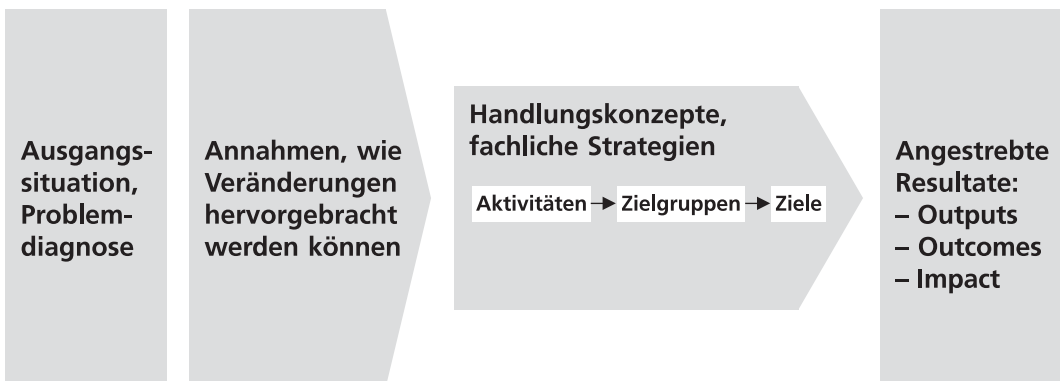 Ausgangs-
situation,
Problem-
diagnose
Annahmen, wie
Veränderungen
hervorgebracht
werden können
Handlungskonzepte,
fachliche Strategien
Aktivitäten Zielgruppen Ziele
Angestrebte
Resultate:
– Outputs
– Outcomes
– Impact